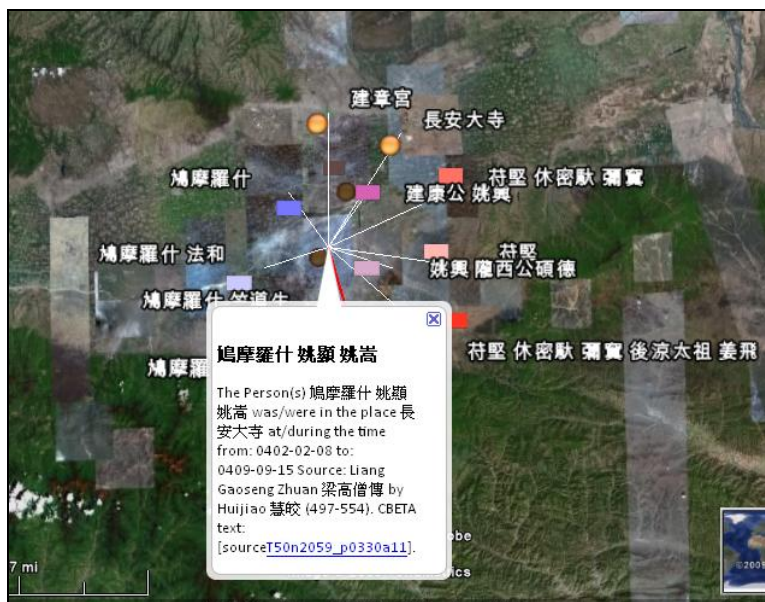 建章宮
長安大寺
鳩摩羅什
苻堅 休密馱 彌寘
建康公 姚興
鳩摩羅什 法和
苻堅
姚興 隴西公碩德
鳩摩羅什 竺道生
鳩摩羅什
苻堅 休密馱 彌寘 後涼太祖 姜飛
鳩摩羅什 姚顯 姚嵩
The Person(s) 鳩摩羅什 姚顯
姚嵩 was/were in the place 長
安大寺 at/during the time
from: 0402-02-08 to:
0409-09-15 Source: Liang
Gaoseng Zhuan 梁高僧傳 by
Huijiao 慧皎 (497-554). CBETA
text:
[sourceT50n2059_p0330a11].
7 mi